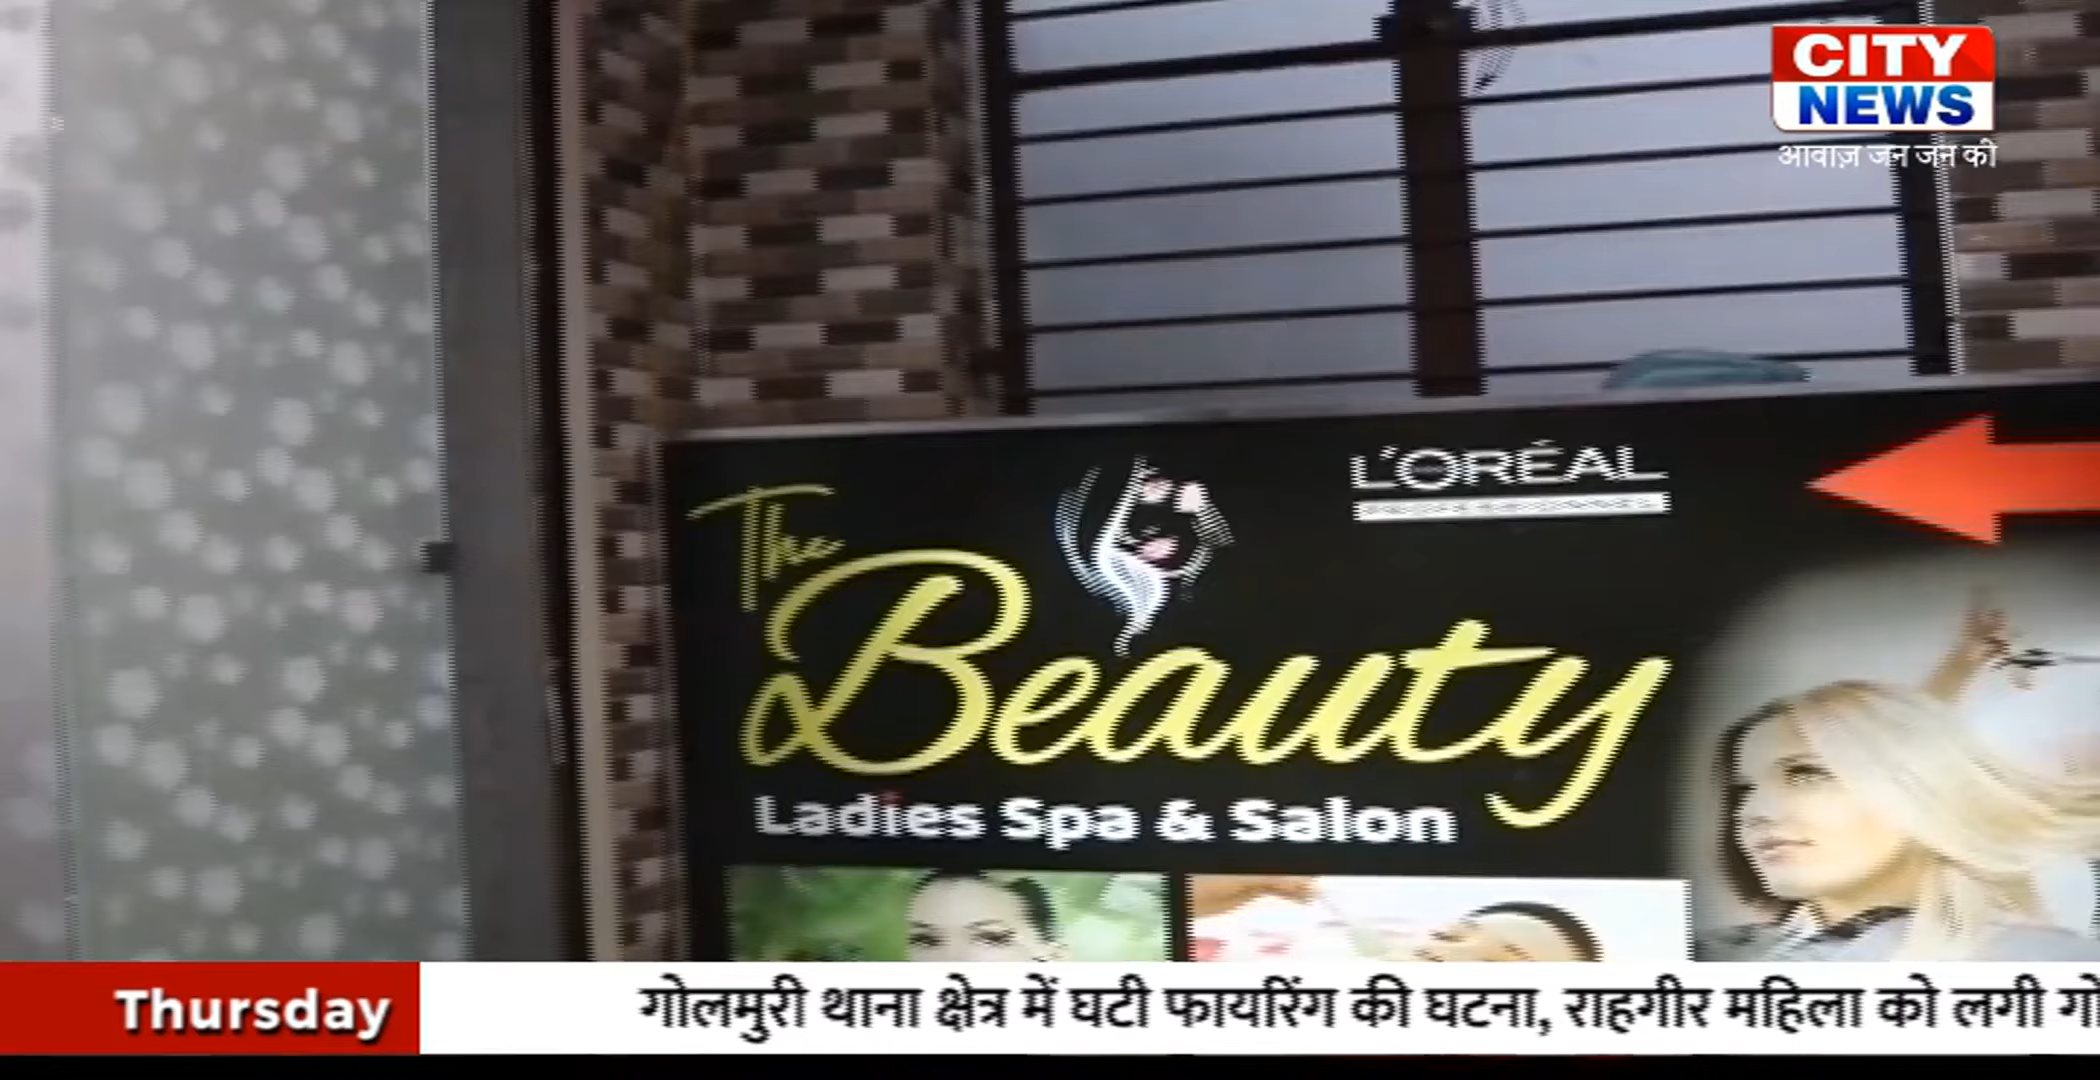 CITY
NEWS
आवाज़ जन जन की
L'ORÉAL
The
Beauty
Ladies Spa & Salon
Thursday
गोलमुरी थाना क्षेत्र में घटी फायरिंग की घटना, राहगीर महिला को लगी